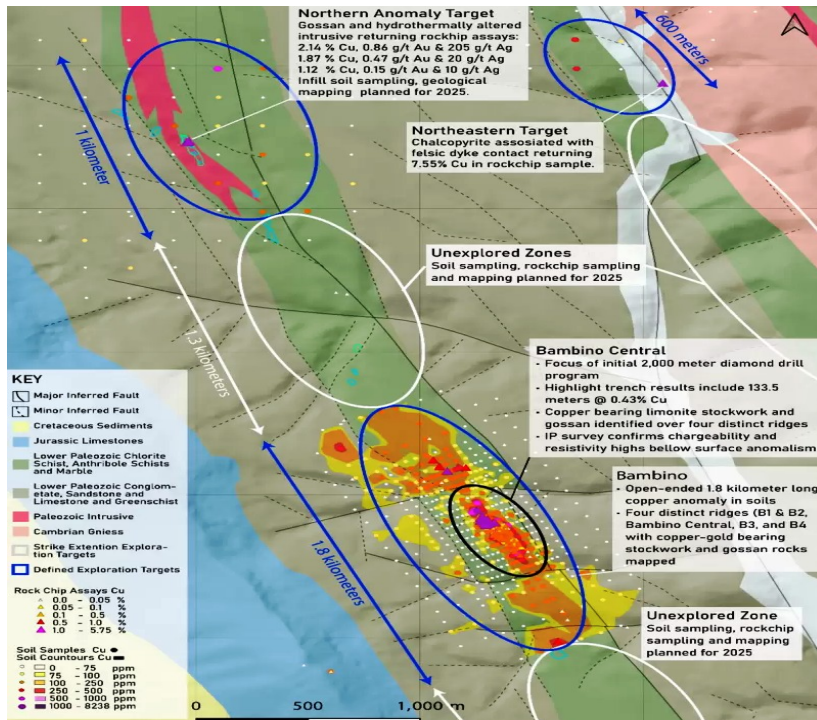 Northern Anomaly Target
Gossan and hydrothermally altered
intrusive returning rockchip assays:
2.14 % Cu, 0.86 g/t Au & 205 g/t Ag
1.87 % Cu, 0.47 g/t Au & 20 g/t Ag
1.12 % Cu, 0.15 g/t Au & 10 g/t Ag
Infill soil sampling, geological
mapping planned for 2025.
600 meters
1 kilometer
Northeastern Target
Chalcopyrite assosiated with
felsic dyke contact returning
7.55% Cu in rockchip sample.
Unexplored Zones
Soil sampling, rockchip sampling
and mapping planned for 2025
1.3 kilometers
Bambino Central
- Focus of initial 2,000 meter diamond drill
program
- Highlight trench results include 133.5
meters @ 0.43% Cu
- Copper bearing limonite stockwork and
gossan identified over four distinct ridges
- IP survey confirms chargeability and
resistivity highs bellow surface anomalism
Bambino
- Open-ended 1.8 kilometer long
copper anomaly in soils
- Four distinct ridges (B1 & B2,
Bambino Central, B3, and B4
with copper-gold bearing
stockwork and gossan rocks
mapped
1.8 kilometers
Unexplored Zone
Soil sampling, rockchip
sampling and mapping
planned for 2025
KEY
Major Inferred Fault
Minor Inferred Fault
Cretaceous Sediments
Jurassic Limestones
Lower Paleozoic Chlorite
Schist, Anthribole Schists
and Marble
Lower Paleozoic Conglom-
etate, Sandstone and
Limestone and Greenschist
Paleozoic Intrusive
Cambrian Gniess
Strike Extention Explora-
tion Targets
Defined Exploration Targets
Rock Chip Assays Cu
0.0 - 0.05 %
0.05 - 0.1 %
0.1 - 0.5 %
0.5 - 1.0 %
1.0 - 5.75 %
Soil Samples Cu
Soil Countours Cu
0 - 75 ppm
75 - 100 ppm
100 - 250 ppm
250 - 500 ppm
500 - 1000 ppm
1000 - 8238 ppm
0 500 1,000 m